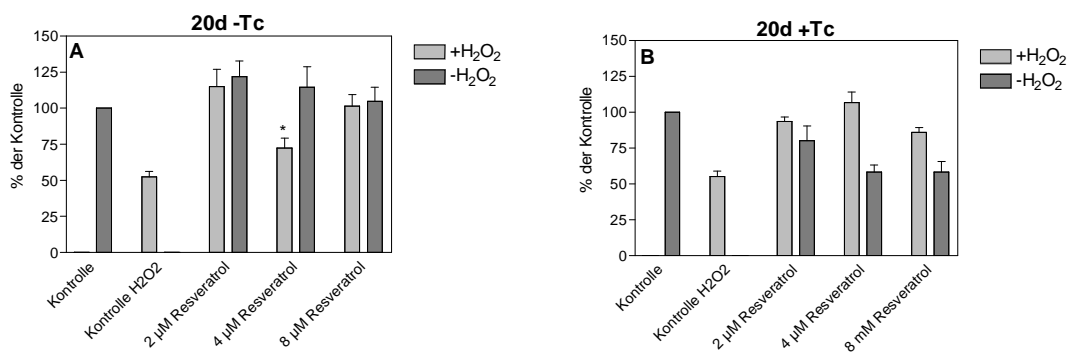 20d -Tc
A
150
125
100
75
50
25
0
% der Kontrolle
*
Kontrolle
Kontrolle H2O2
2 µM Resveratrol
4 µM Resveratrol
8 µM Resveratrol
+H₂O₂
-H₂O₂
20d +Tc
B
150
125
100
75
50
25
0
% der Kontrolle
Kontrolle
Kontrolle H2O2
2 µM Resveratrol
4 µM Resveratrol
8 mM Resveratrol
+H₂O₂
-H₂O₂